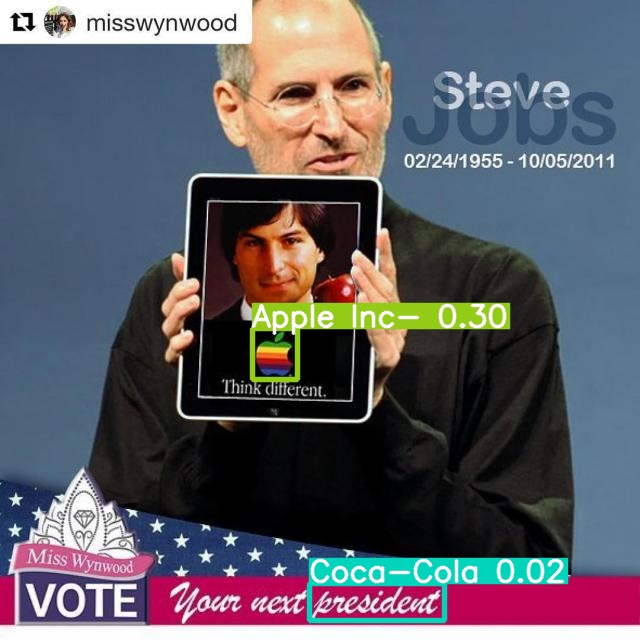 misswynwood
Steve
Jobs
02/24/1955 - 10/05/2011
Apple Inc- 0.30
Think different.
Coca-Cola 0.02
Miss Wynwood
VOTE
Your next president